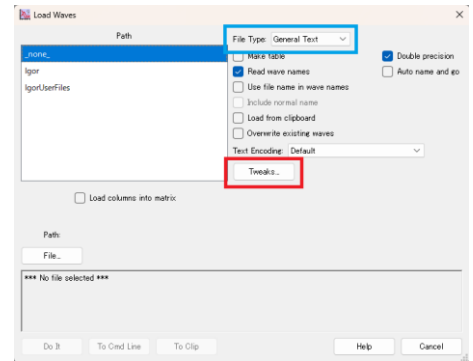 Load Waves
Path
_none_
Igor
IgorUserFiles
File Type: General Text
Make table
Double precision
Read wave names
Auto name and go
Use file name in wave names
Include normal name
Load from clipboard
Overwrite existing waves
Text Encoding: Default
Tweaks...
Load columns into matrix
Path:
File...
*** No file selected ***
Do It
To Cmd Line
To Clip
Help
Cancel